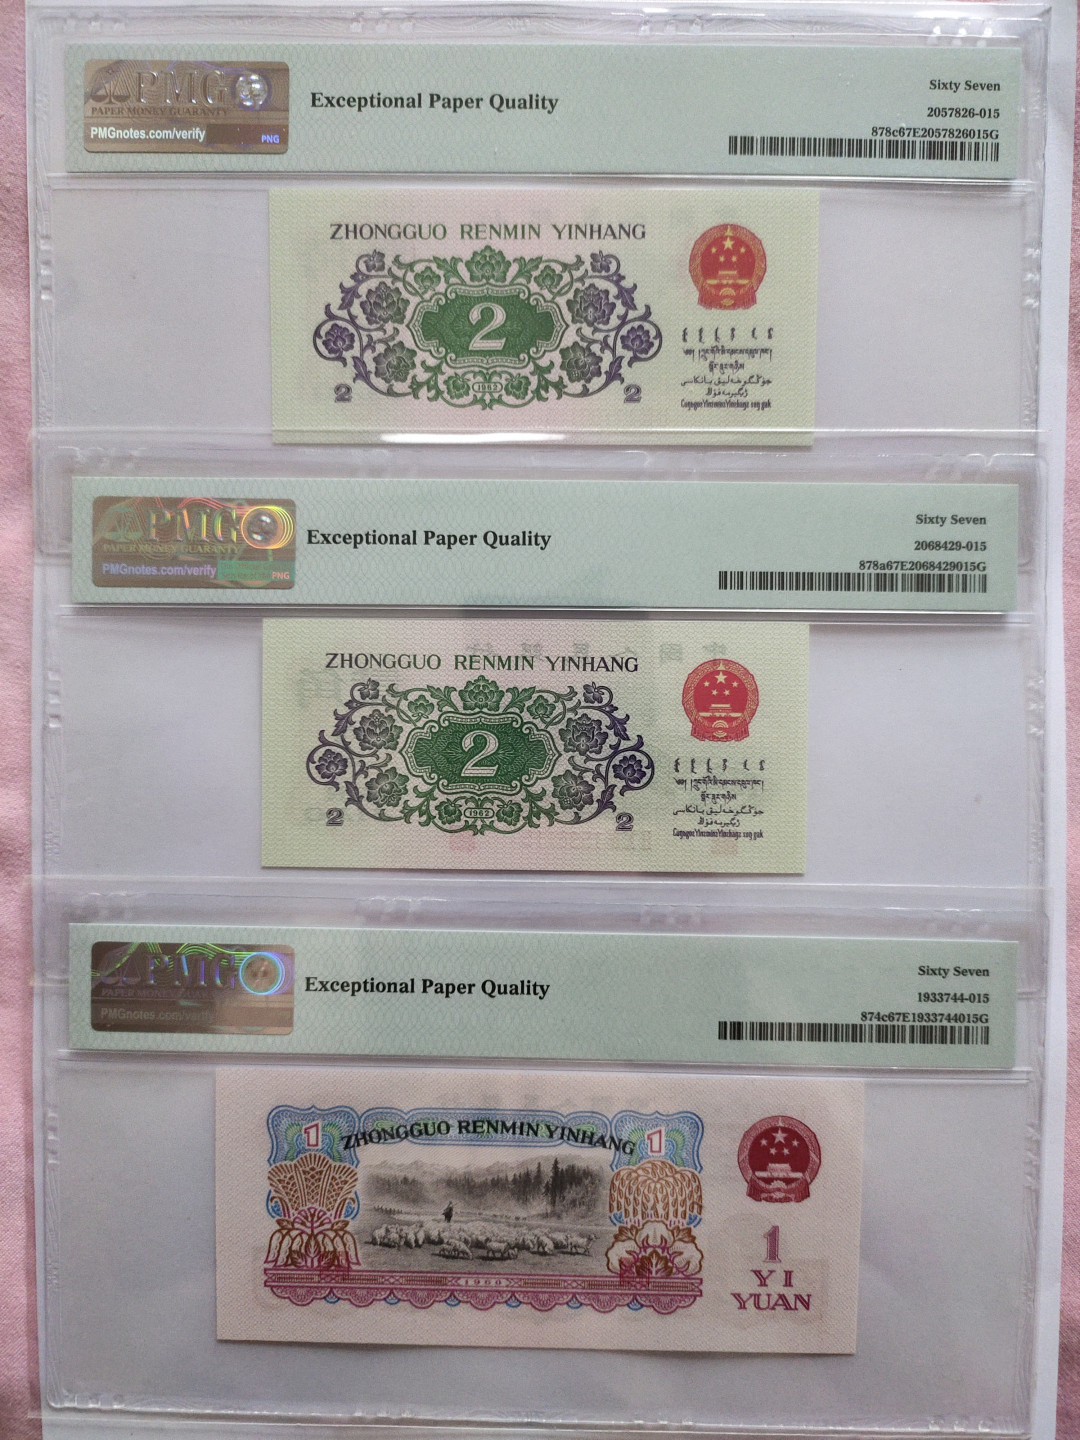 PMG
PAPER MONEY GUARANTY
PMGnotes.com/verify
PNG
Exceptional Paper Quality
Sixty Seven
2057826-015
878c67E2057826015G
ZHONGGUO RENMIN YINHANG
2
2
2
1962
PMG
PAPER MONEY GUARANTY
PMGnotes.com/verify
PNG
Exceptional Paper Quality
Sixty Seven
2068429-015
878a67E2068429015G
ZHONGGUO RENMIN YINHANG
2
2
2
1962
PMG
PAPER MONEY GUARANTY
PMGnotes.com/verify
Exceptional Paper Quality
Sixty Seven
1933744-015
874c67E1933744015G
1
ZHONGGUO RENMIN YINHANG
1
1960
1
YI
YUAN